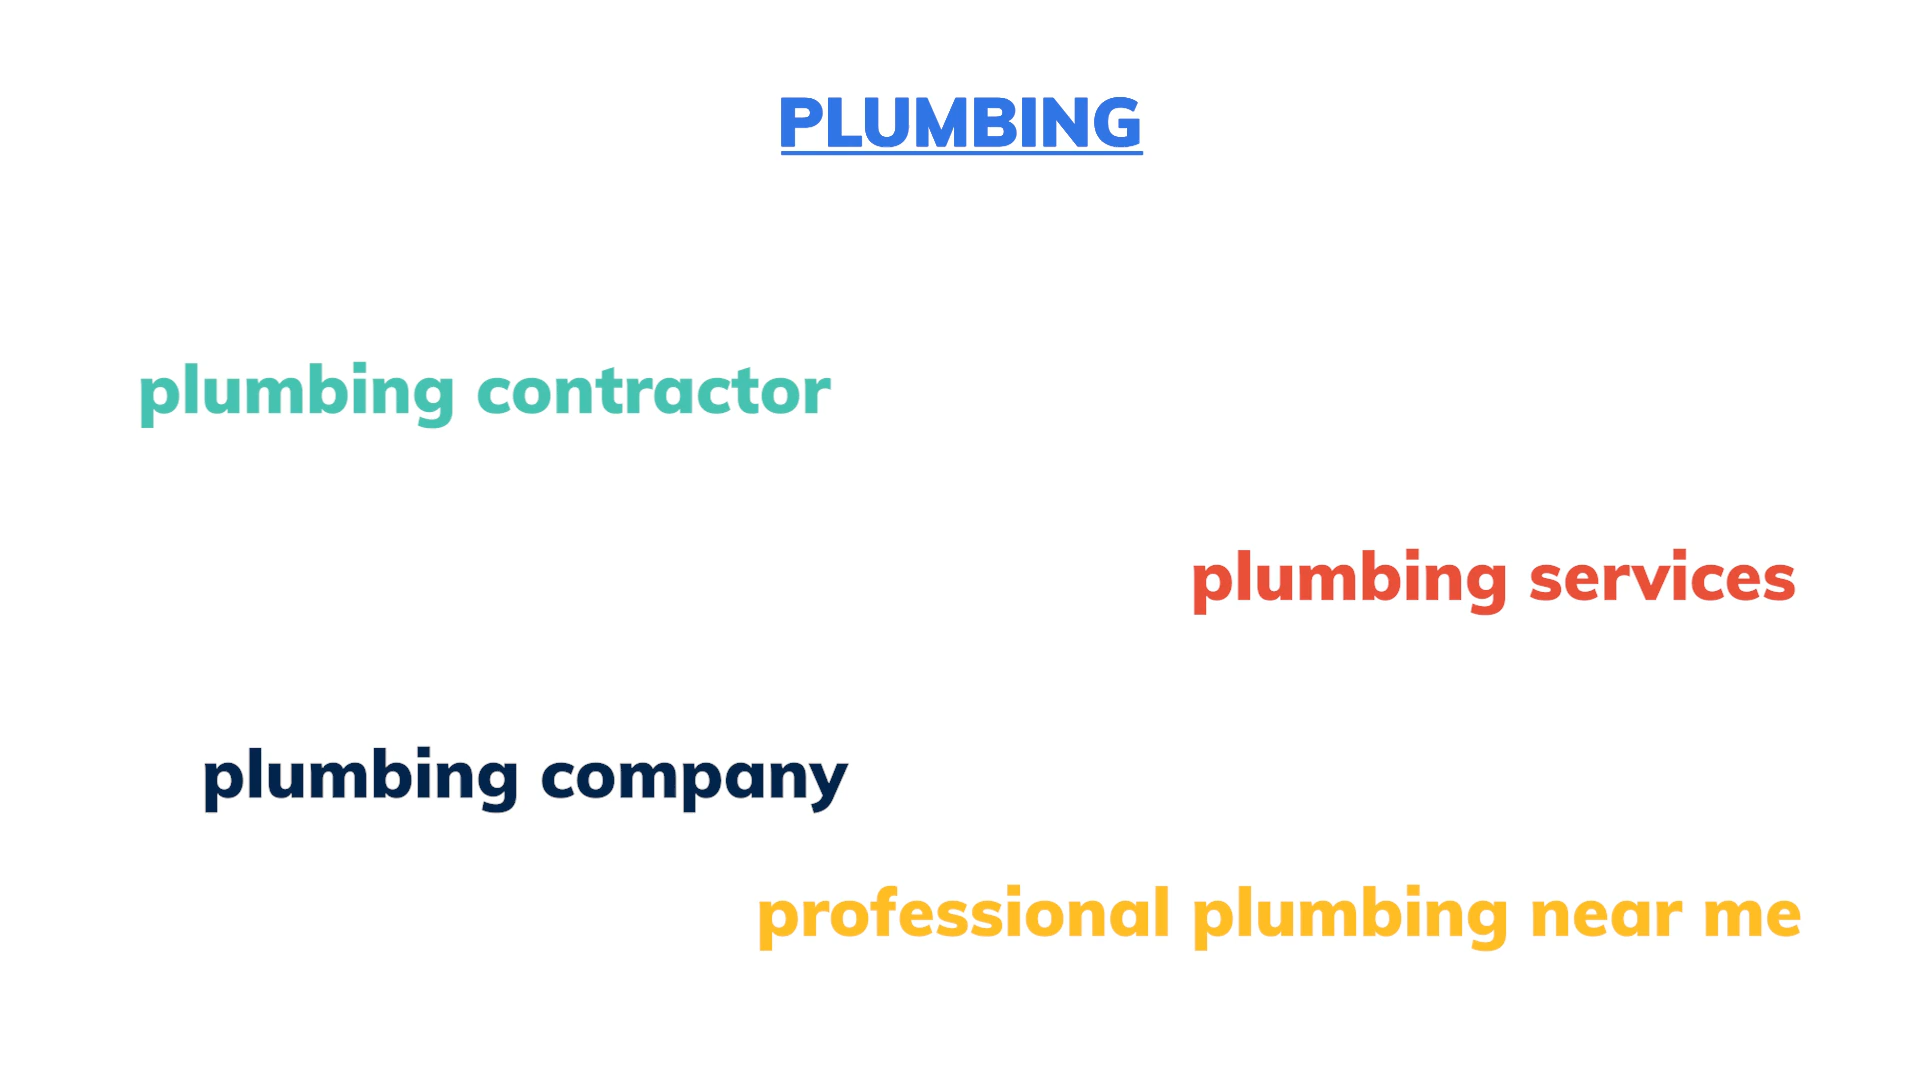 PLUMBING
plumbing contractor
plumbing services
plumbing company
professional plumbing near me